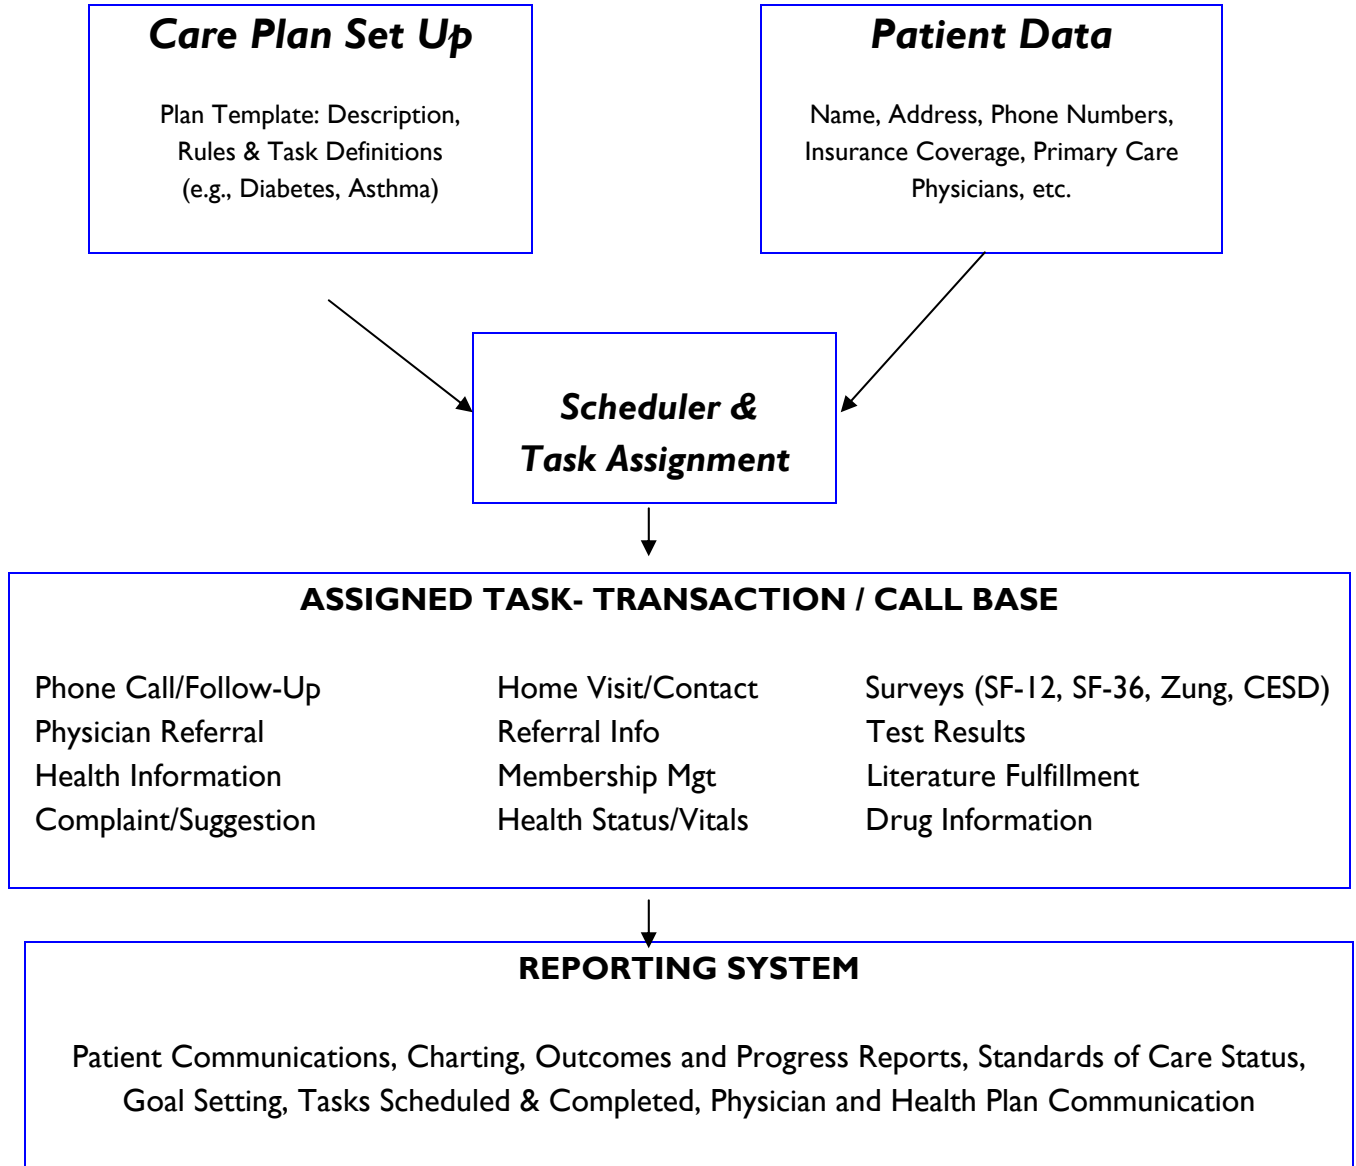 Care Plan Set Up
Plan Template: Description,
Rules & Task Definitions
(e.g., Diabetes, Asthma)
Patient Data
Name, Address, Phone Numbers,
Insurance Coverage, Primary Care
Physicians, etc.
Scheduler &
Task Assignment
ASSIGNED TASK- TRANSACTION / CALL BASE
Phone Call/Follow-Up
Physician Referral
Health Information
Complaint/Suggestion
Home Visit/Contact
Referral Info
Membership Mgt
Health Status/Vitals
Surveys (SF-12, SF-36, Zung, CESD)
Test Results
Literature Fulfillment
Drug Information
REPORTING SYSTEM
Patient Communications, Charting, Outcomes and Progress Reports, Standards of Care Status,
Goal Setting, Tasks Scheduled & Completed, Physician and Health Plan Communication